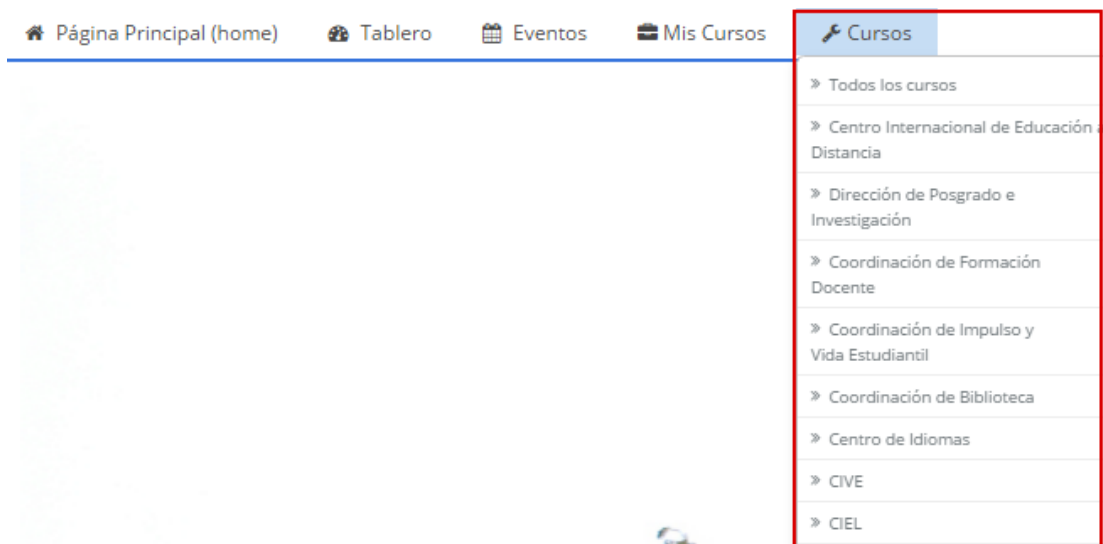 Página Principal (home) Tablero Eventos Mis Cursos Cursos
» Todos los cursos
» Centro Internacional de Educación a
Distancia
» Dirección de Posgrado e
Investigación
» Coordinación de Formación
Docente
» Coordinación de Impulso y
Vida Estudiantil
» Coordinación de Biblioteca
» Centro de Idiomas
» CIVE
» CIEL